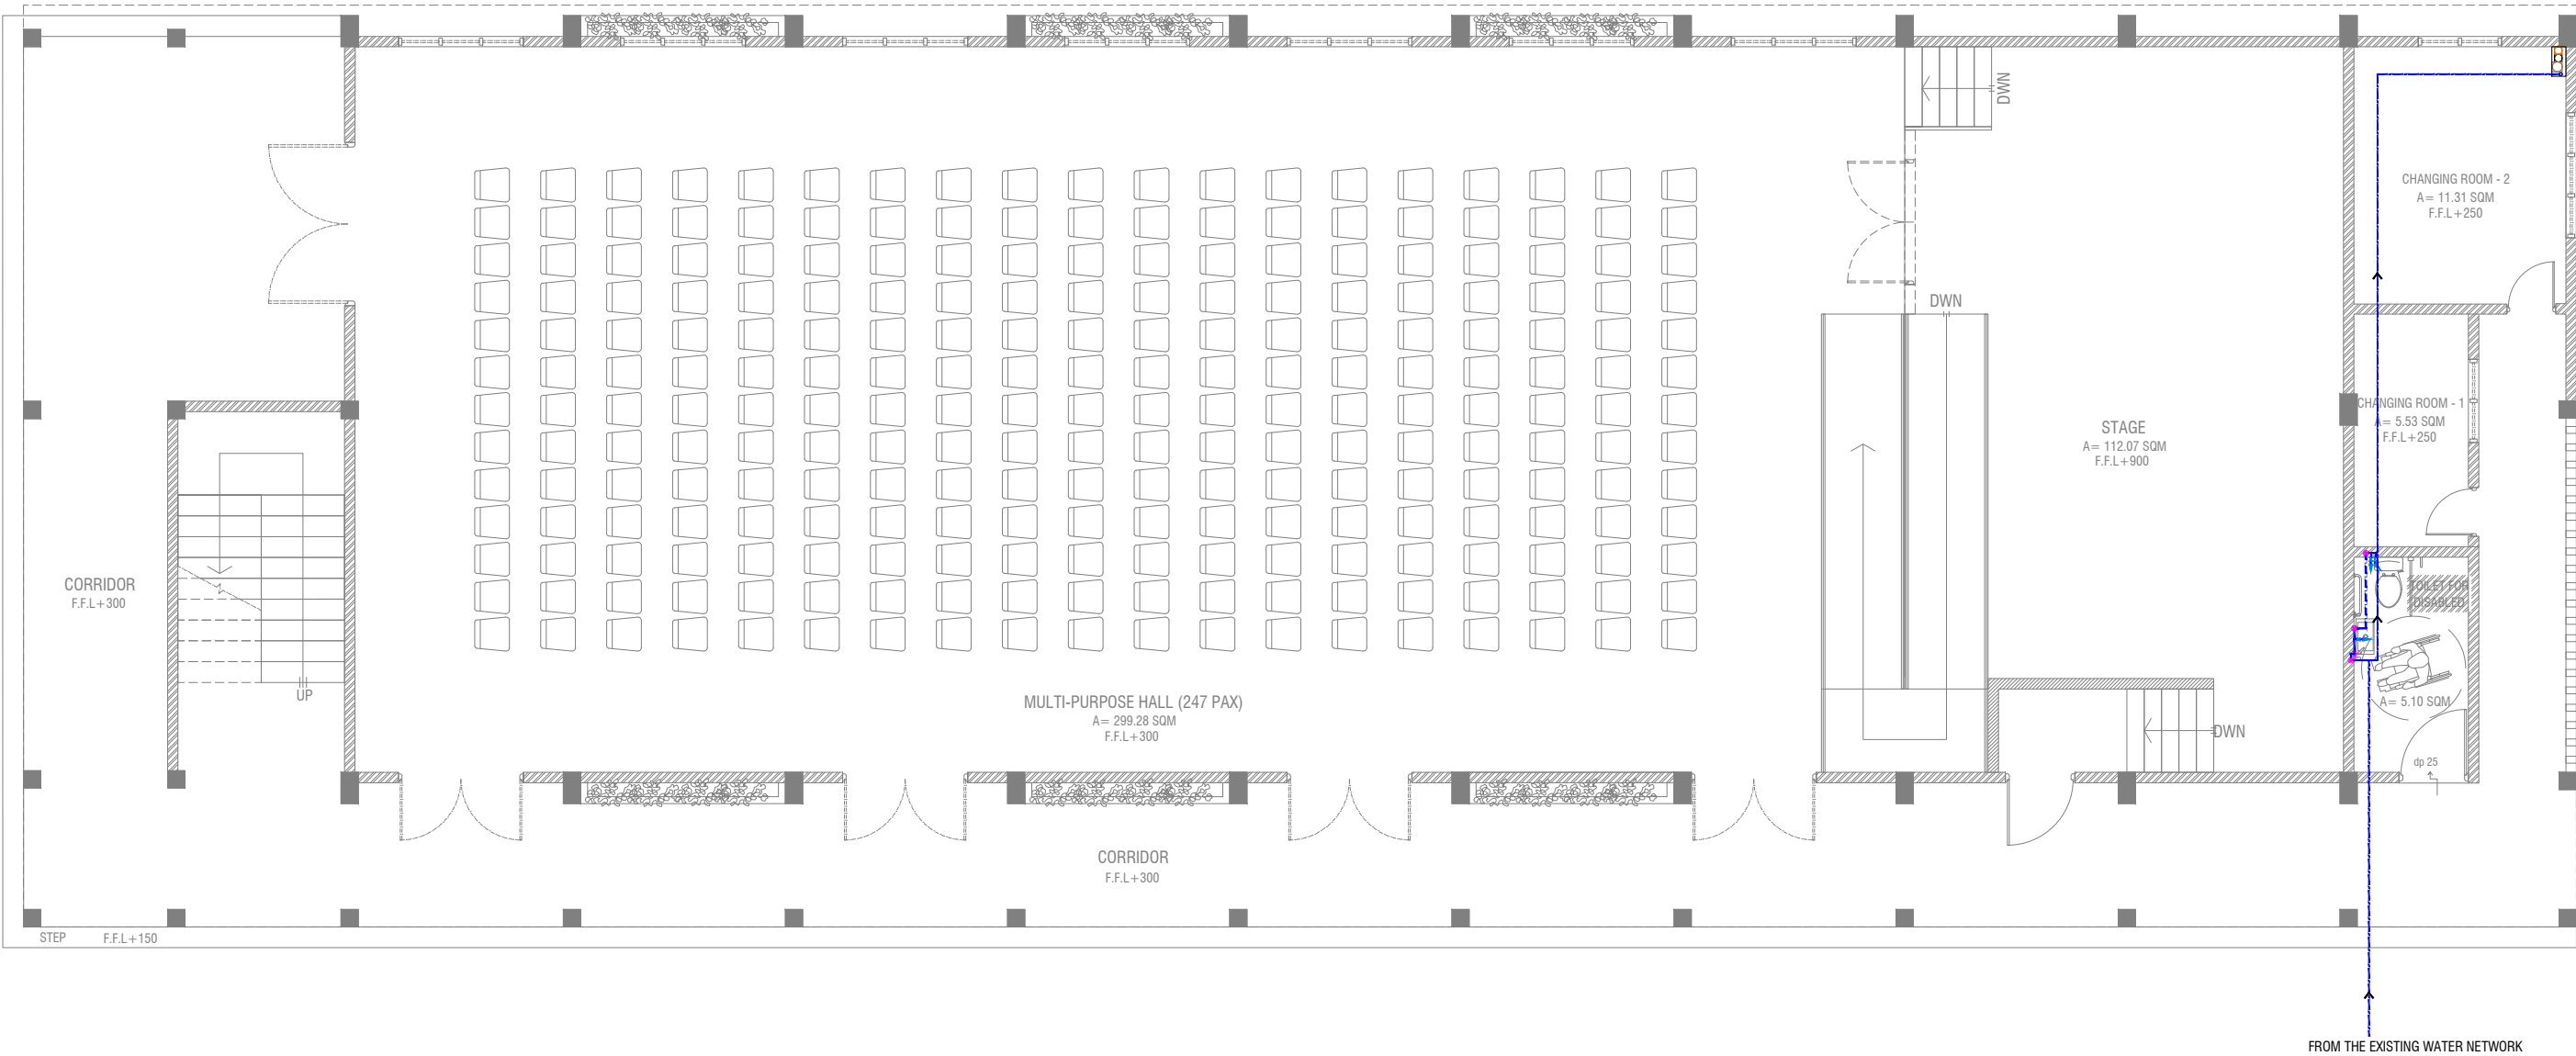 DWN
CHANGING ROOM - 2
A= 11.31 SQM
F.F.L+250
DWN
CHANGING ROOM - 1
A= 5.53 SQM
F.F.L+250
STAGE
A= 112.07 SQM
F.F.L+900
CORRIDOR
F.F.L+300
TOILET FOR
DISABLED
A= 5.10 SQM
UP
MULTI-PURPOSE HALL (247 PAX)
A= 299.28 SQM
F.F.L+300
DWN
dp 25
CORRIDOR
F.F.L+300
STEP F.F.L+150
FROM THE EXISTING WATER NETWORK